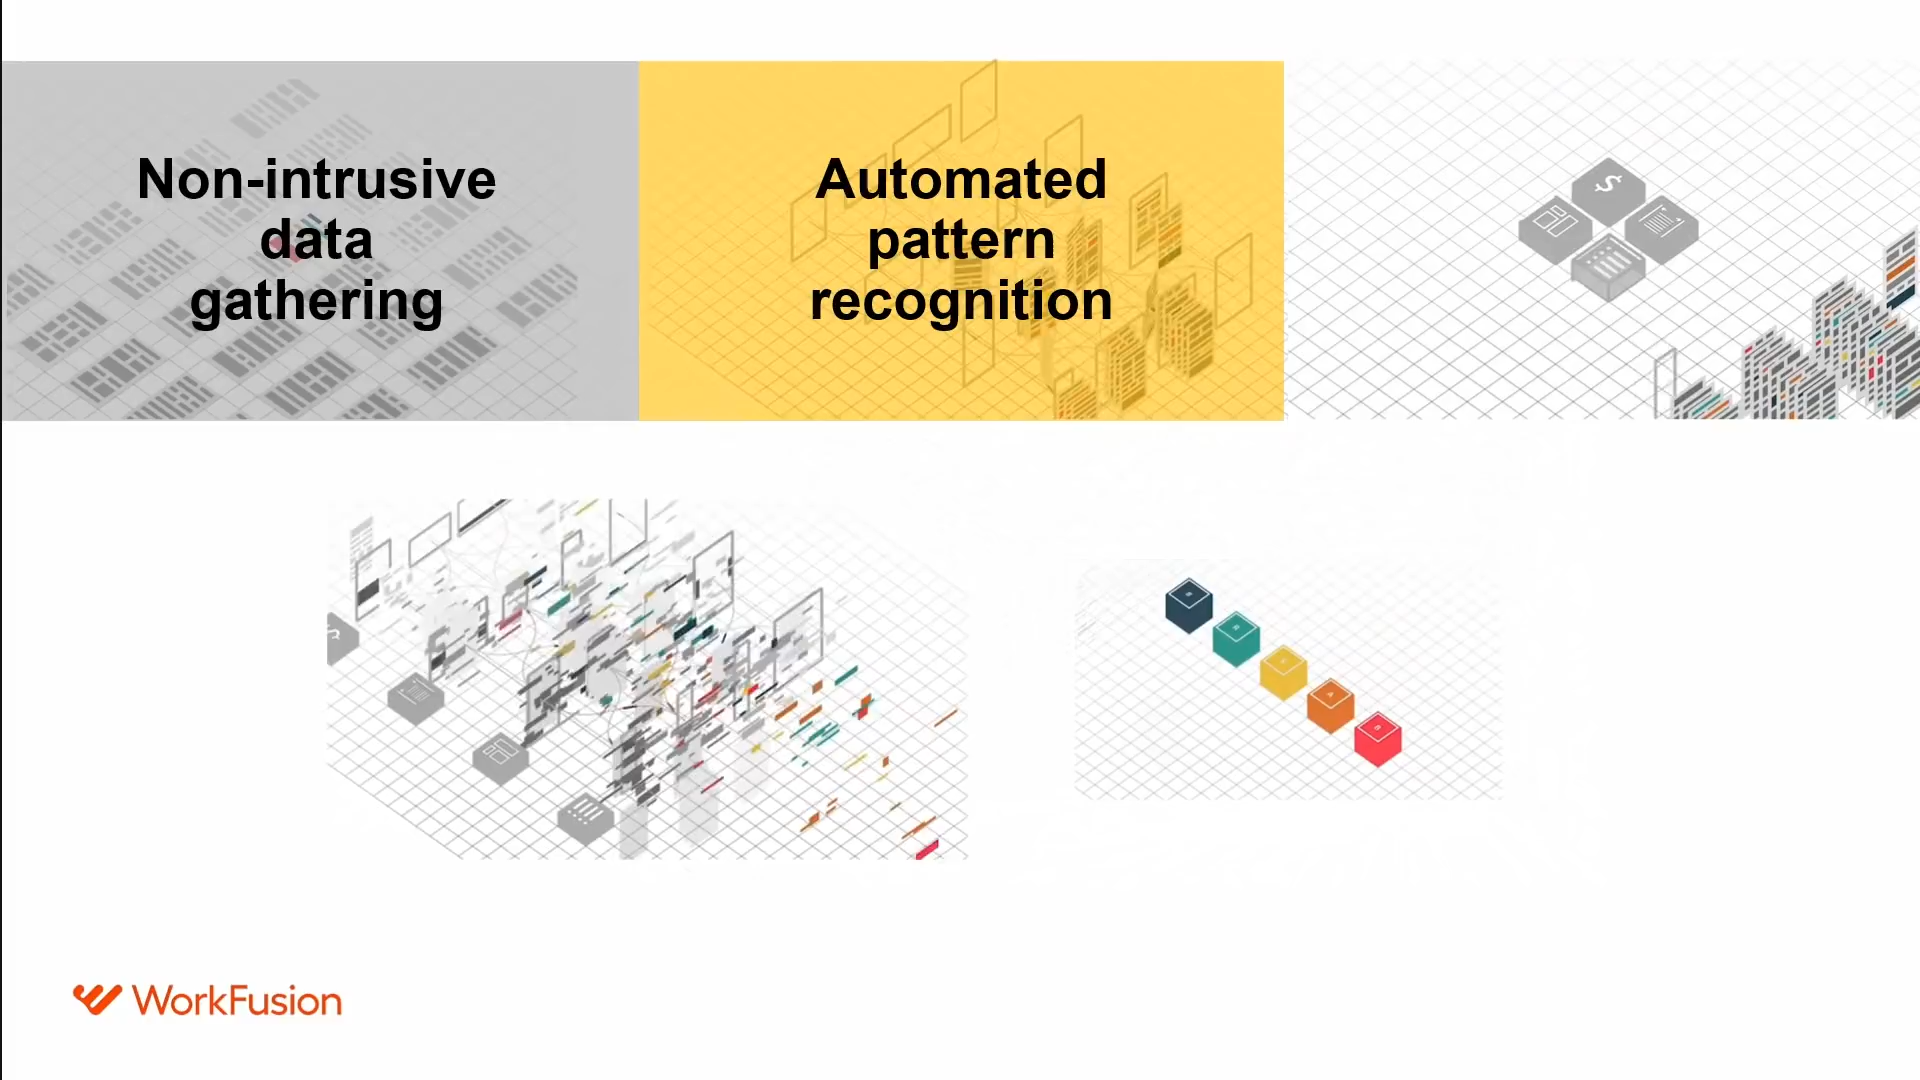 Non-intrusive
data
gathering
Automated
pattern
recognition
$
WorkFusion